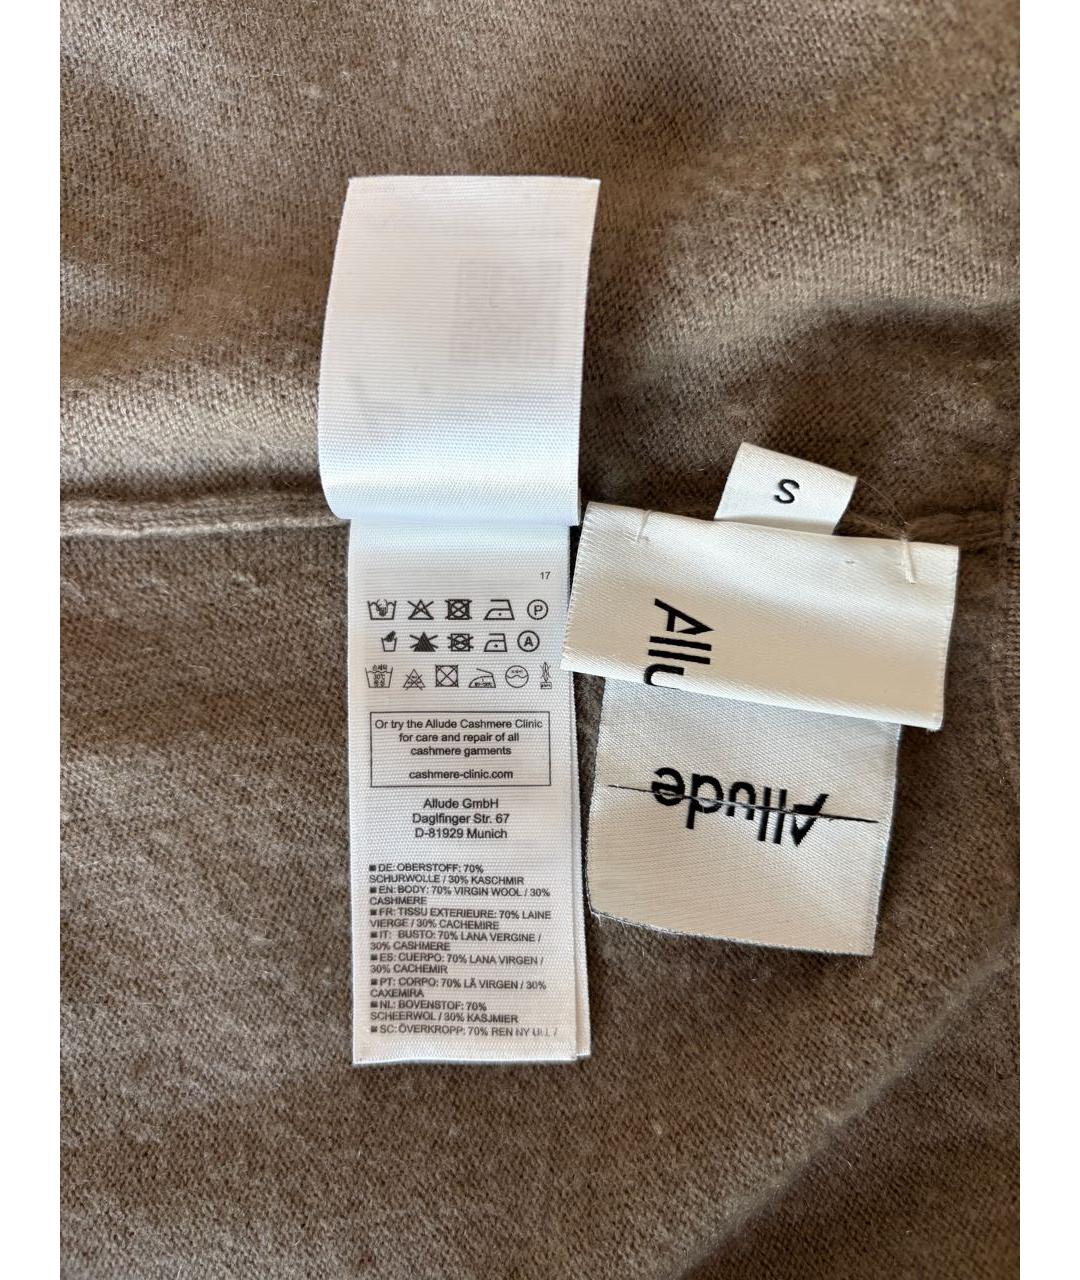 S
Allu
Allude
17
P
A
Or try the Allude Cashmere Clinic
for care and repair of all
cashmere garments
cashmere-clinic.com
Allude GmbH
Daglfinger Str. 67
D-81929 Munich
DE: OBERSTOFF: 70%
SCHURWOLLE / 30% KASCHMIR
EN: BODY: 70% VIRGIN WOOL / 30%
CASHMERE
FR: TISSU EXTERIEURE: 70% LAINE
VIERGE / 30% CACHEMIRE
IT: BUSTO: 70% LANA VERGINE /
30% CASHMERE
ES: CUERPO: 70% LANA VIRGEN /
30% CACHEMIR
PT: CORPO: 70% LÃ VIRGEN / 30%
CAXEMIRA
NL: BOVENSTOF: 70%
SCHEERWOL / 30% KASJMIER
SC: ÖVERKROPP: 70% REN NY ULL /